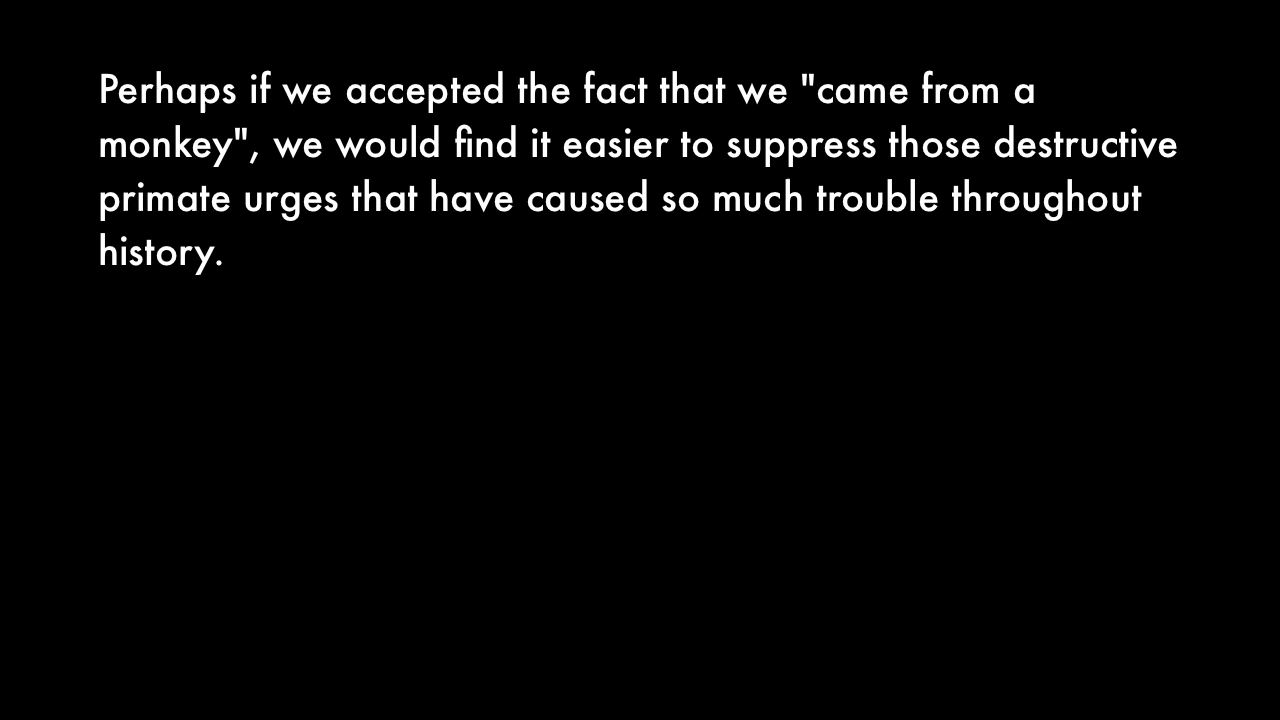 Perhaps if we accepted the fact that we "came from a
monkey", we would find it easier to suppress those destructive
primate urges that have caused so much trouble throughout
history.